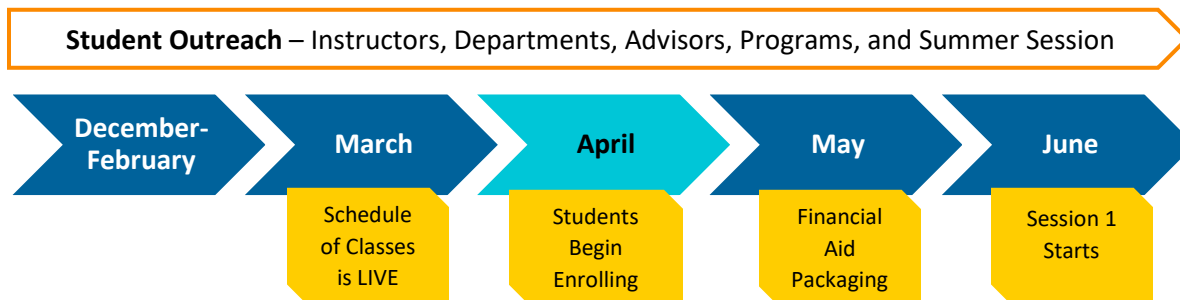 Student Outreach – Instructors, Departments, Advisors, Programs, and Summer Session
December-
February
March
April
May
June
Schedule
of Classes
is LIVE
Students
Begin
Enrolling
Financial
Aid
Packaging
Session 1
Starts